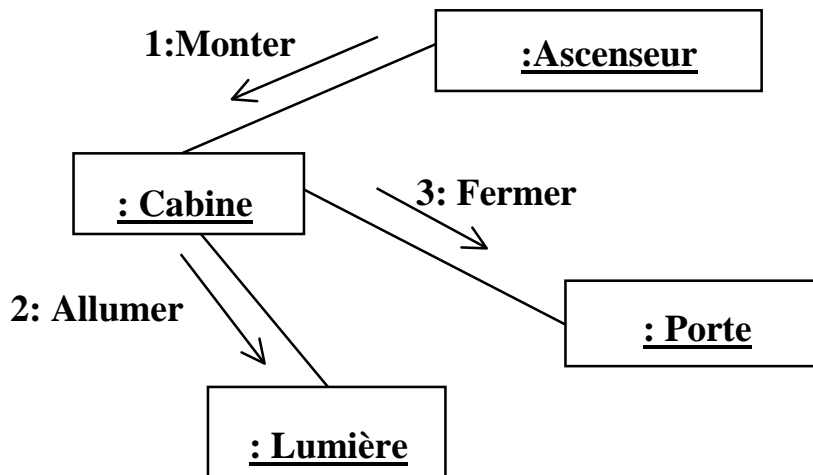 1:Monter
:Ascenseur
: Cabine
3: Fermer
2: Allumer
: Porte
: Lumière